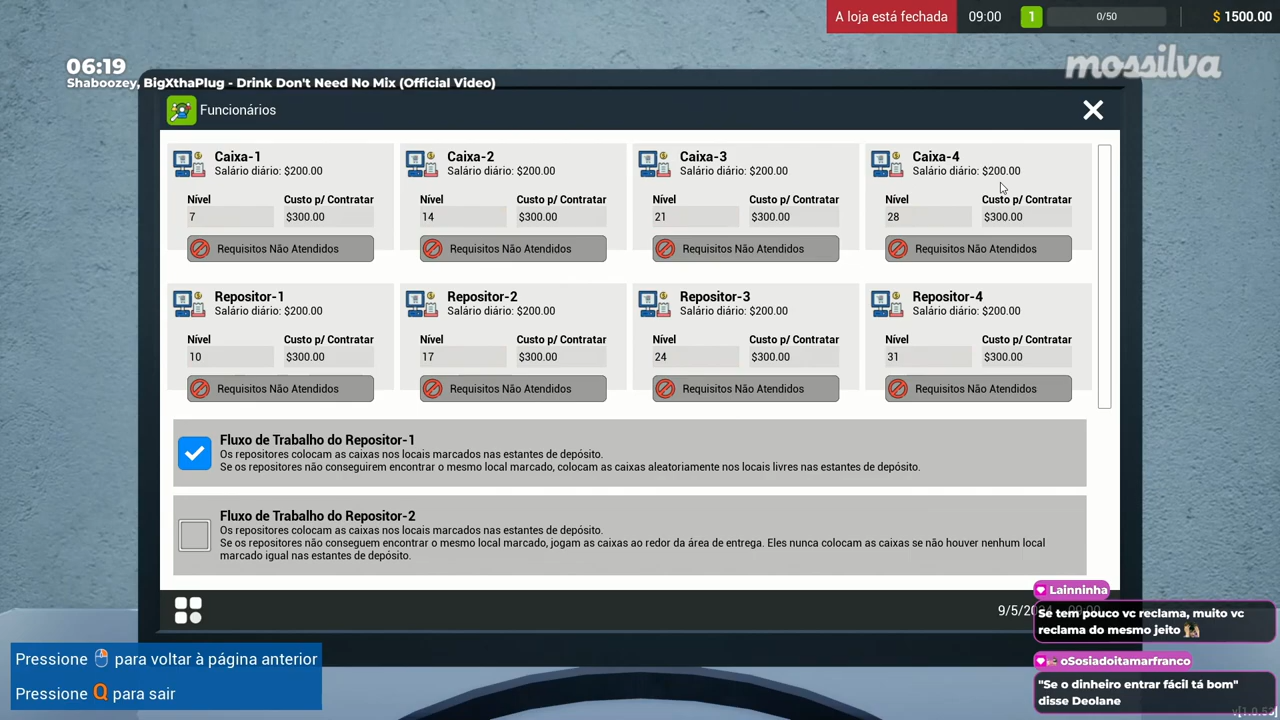 A loja está fechada
09:00
1
0/50
$ 1500.00
mossilva
06:19
Shaboozey, BigXthaPlug - Drink Don't Need No Mix (Official Video)
Funcionários
Caixa-1
Salário diário: $200.00
Nível
Custo p/ Contratar
7
$300.00
Requisitos Não Atendidos
Caixa-2
Salário diário: $200.00
Nível
Custo p/ Contratar
14
$300.00
Requisitos Não Atendidos
Caixa-3
Salário diário: $200.00
Nível
Custo p/ Contratar
21
$300.00
Requisitos Não Atendidos
Caixa-4
Salário diário: $200.00
Nível
Custo p/ Contratar
28
$300.00
Requisitos Não Atendidos
Repositor-1
Salário diário: $200.00
Nível
Custo p/ Contratar
10
$300.00
Requisitos Não Atendidos
Repositor-2
Salário diário: $200.00
Nível
Custo p/ Contratar
17
$300.00
Requisitos Não Atendidos
Repositor-3
Salário diário: $200.00
Nível
Custo p/ Contratar
24
$300.00
Requisitos Não Atendidos
Repositor-4
Salário diário: $200.00
Nível
Custo p/ Contratar
31
$300.00
Requisitos Não Atendidos
Fluxo de Trabalho do Repositor-1
Os repositores colocam as caixas nos locais marcados nas estantes de depósito.
Se os repositores não conseguirem encontrar o mesmo local marcado, colocam as caixas aleatoriamente nos locais livres nas estantes de depósito.
Fluxo de Trabalho do Repositor-2
Os repositores colocam as caixas nos locais marcados nas estantes de depósito.
Se os repositores não conseguem encontrar o mesmo local marcado, jogam as caixas ao redor da área de entrega. Eles nunca colocam as caixas se não houver nenhum local
marcado igual nas estantes de depósito.
Lainninha
Se tem pouco vc reclama, muito vc
reclama do mesmo jeito
oSosiadoitamarfranco
"Se o dinheiro entrar fácil tá bom"
disse Deolane
Pressione para voltar à página anterior
Pressione Q para sair